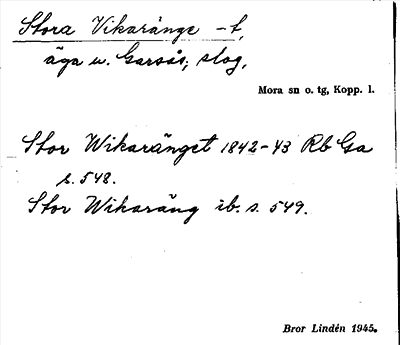 Stora Vikaränge -t,
äga u. Garsås; slog,
Mora sn o. tg, Kopp. l.
Stor Wikaränget 1842-43 Rb Ga
s. 548.
Stor Wikaräng ib. s. 549.
Bror Lindén 1945.